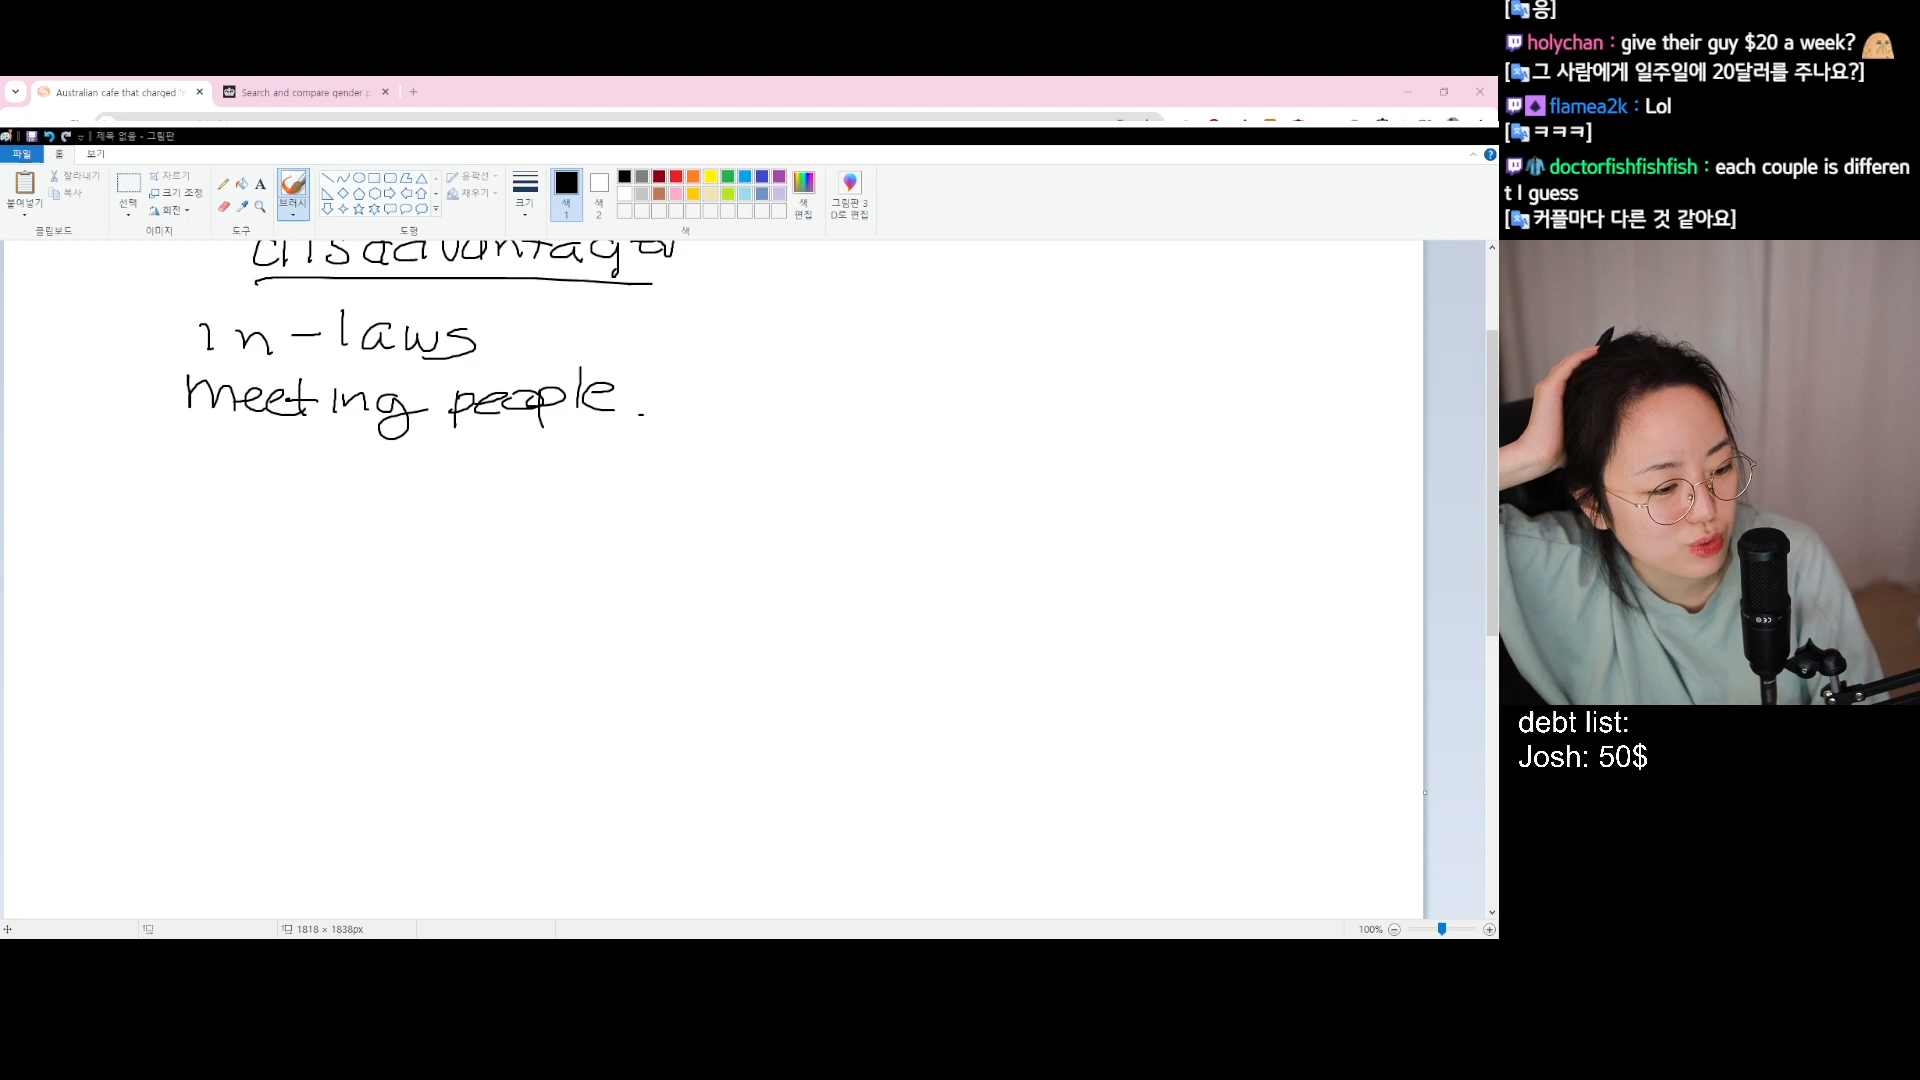 [응]
holychan : give their guy $20 a week?
[그 사람에게 일주일에 20달러를 주나요?]
flamea2k : Lol
[ㅋㅋㅋ]
doctorfishfishfish : each couple is differen
t I guess
[커플마다 다른 것 같아요]
Australian cafe that charged 'r
Search and compare gender p
제목 없음 - 그림판
파일
홈
보기
붙여넣기
잘라내기
복사
클립보드
선택
자르기
크기 조정
회전
이미지
A
도구
브러시
윤곽선
채우기
도형
크기
색
1
색
2
색
편집
색
그림판 3
D로 편집
in-laws
meeting people.
1818 × 1838px
100%
debt list:
Josh: 50$